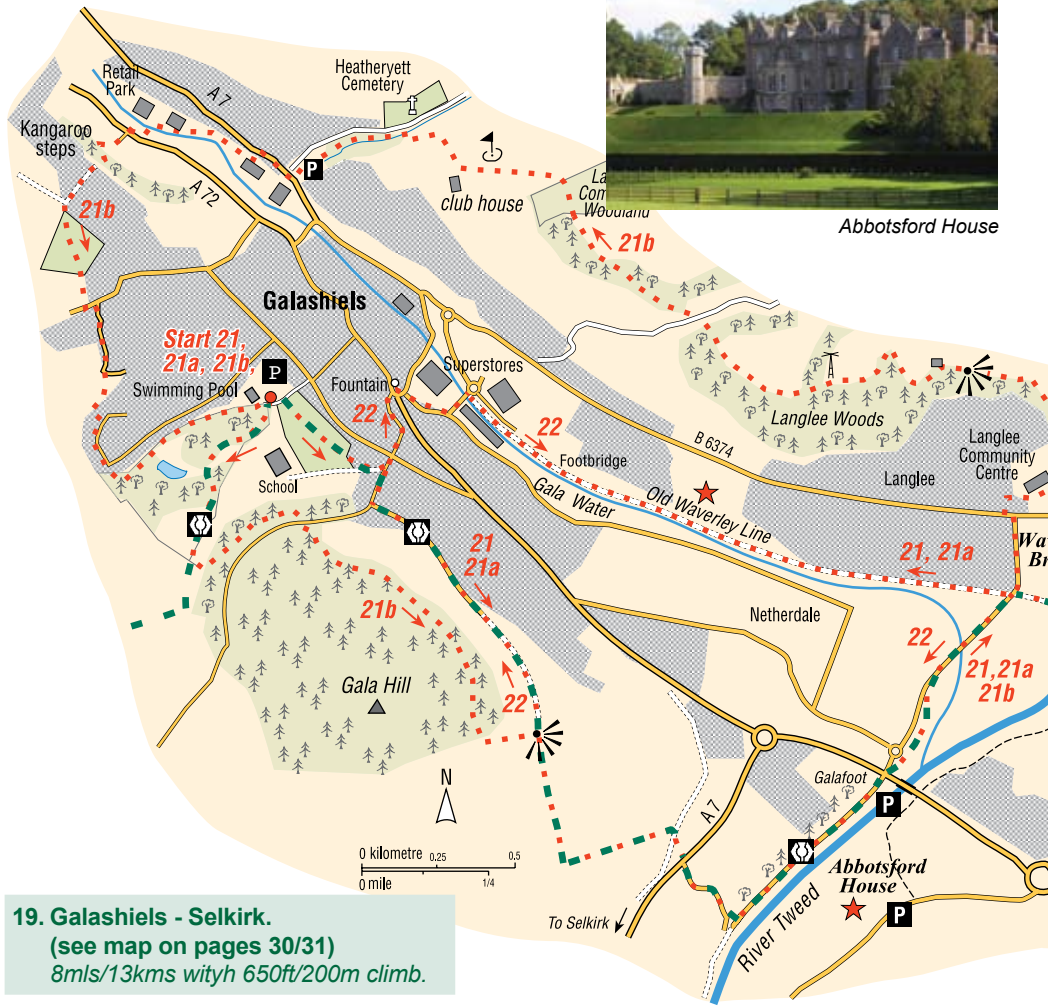 Retail
Park
A 7
Heatheryett
Cemetery
Kangaroo
steps
P
A 72
21b
club house
Woodland
21b
Abbotsford House
Galashiels
Start 21,
21a, 21b,
P
Swimming Pool
Fountain
Superstores
22
22
Footbridge
B 6374
Langlee Woods
Langlee
Community
Centre
Langlee
School
Gala Water
Old Waverley Line
21
21a
21, 21a
21b
Netherdale
22
21,21a
21b
Gala Hill
22
N
Galafoot
P
A7
0 kilometre 0.25 0.5
0 mile 1/4
Abbotsford
House
P
To Selkirk
River Tweed
19. Galashiels - Selkirk.
(see map on pages 30/31)
8mls/13kms wityh 650ft/200m climb.